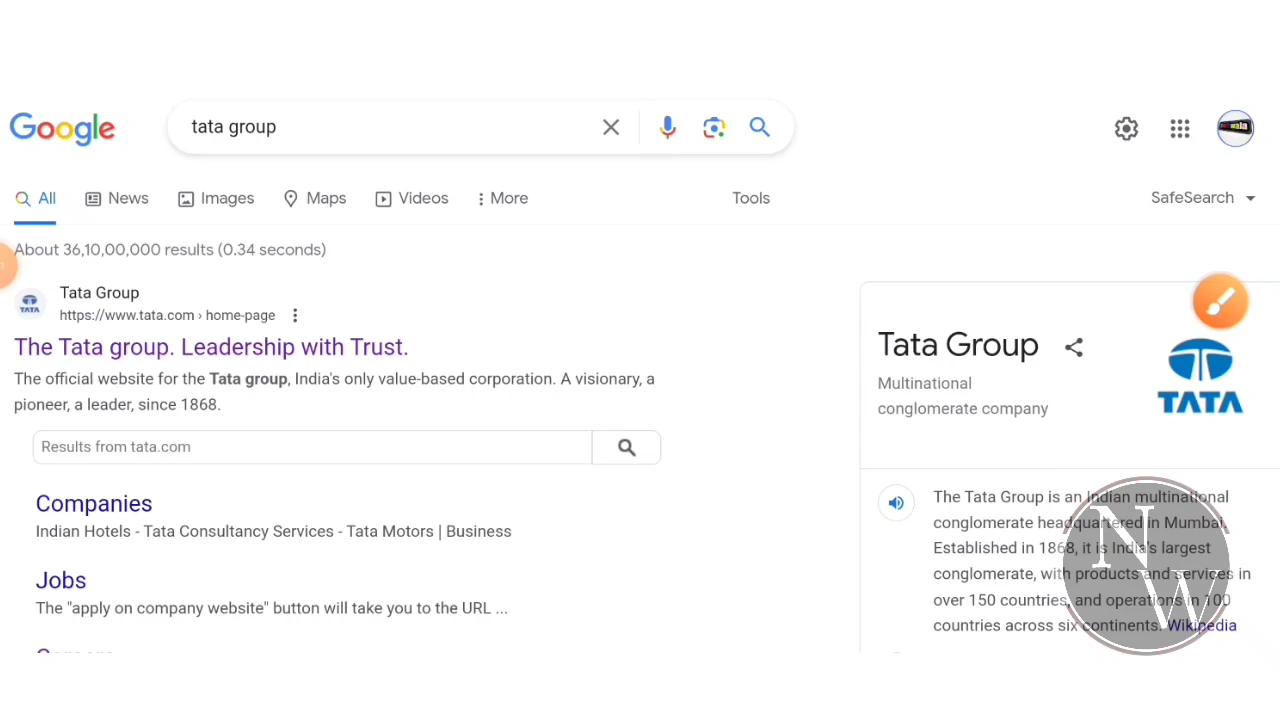 Google
tata group
All
News
Images
Maps
Videos
More
Tools
SafeSearch
About 36,10,00,000 results (0.34 seconds)
TATA
Tata Group
https://www.tata.com › home-page
The Tata group. Leadership with Trust.
The official website for the Tata group, India's only value-based corporation. A visionary, a
pioneer, a leader, since 1868.
Results from tata.com
Companies
Indian Hotels - Tata Consultancy Services - Tata Motors | Business
Jobs
The "apply on company website" button will take you to the URL ...
Tata Group
Multinational
conglomerate company
TATA
The Tata Group is an Indian multinational
conglomerate headquartered in Mumbai.
Established in 1868, it is India's largest
conglomerate, with products and services in
over 150 countries, and operations in 100
countries across six continents. Wikipedia
N
W